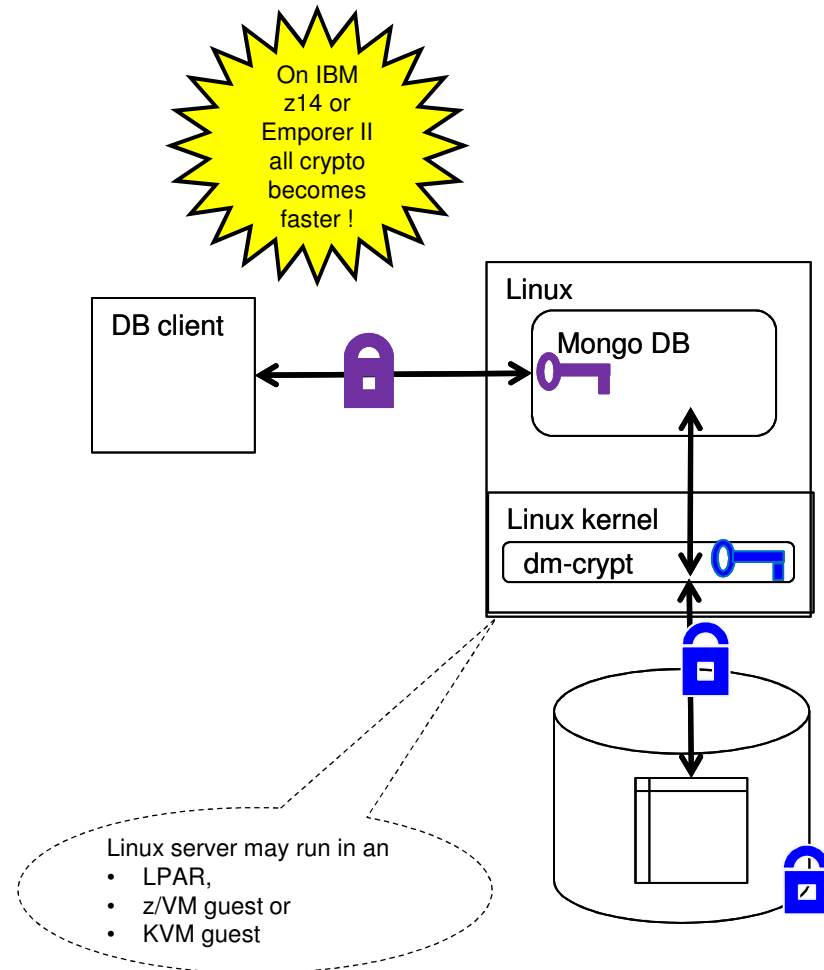 On IBM
z14 or
Emporer II
all crypto
becomes
faster !
Linux
DB client
Mongo DB
Linux kernel
dm-crypt
Linux server may run in an
• LPAR,
• z/VM guest or
• KVM guest